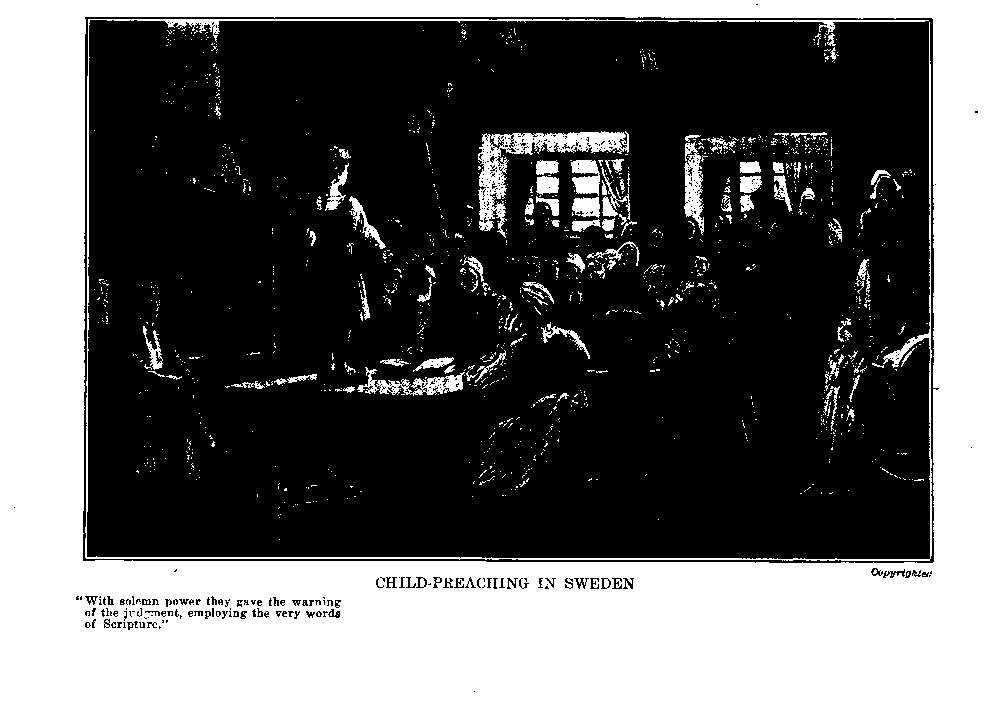 Copyrighted
CHILD-PREACHING IN SWEDEN
"With solemn power they gave the warning
of the judgment, employing the very words
of Scripture."